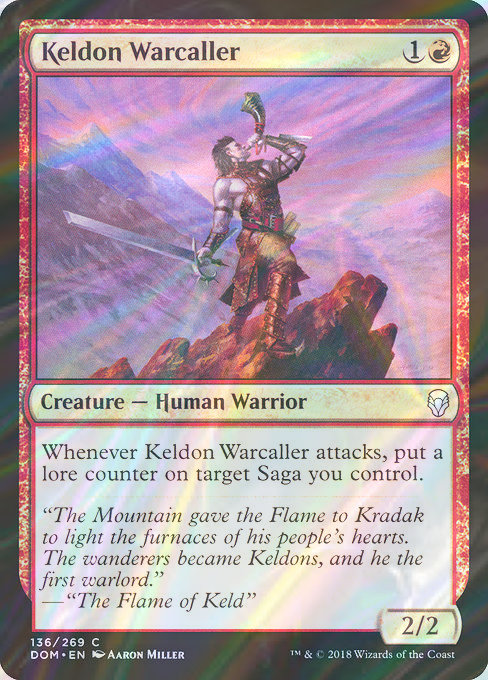 Keldon Warcaller 1
Creature — Human Warrior
Whenever Keldon Warcaller attacks, put a
lore counter on target Saga you control.
“The Mountain gave the Flame to Kradak
to light the furnaces of his people’s hearts.
The wanderers became Keldons, and he the
first warlord.”
—“The Flame of Keld”
2/2
136/269 C
DOM • EN Aaron Miller
™ & © 2018 Wizards of the Coast